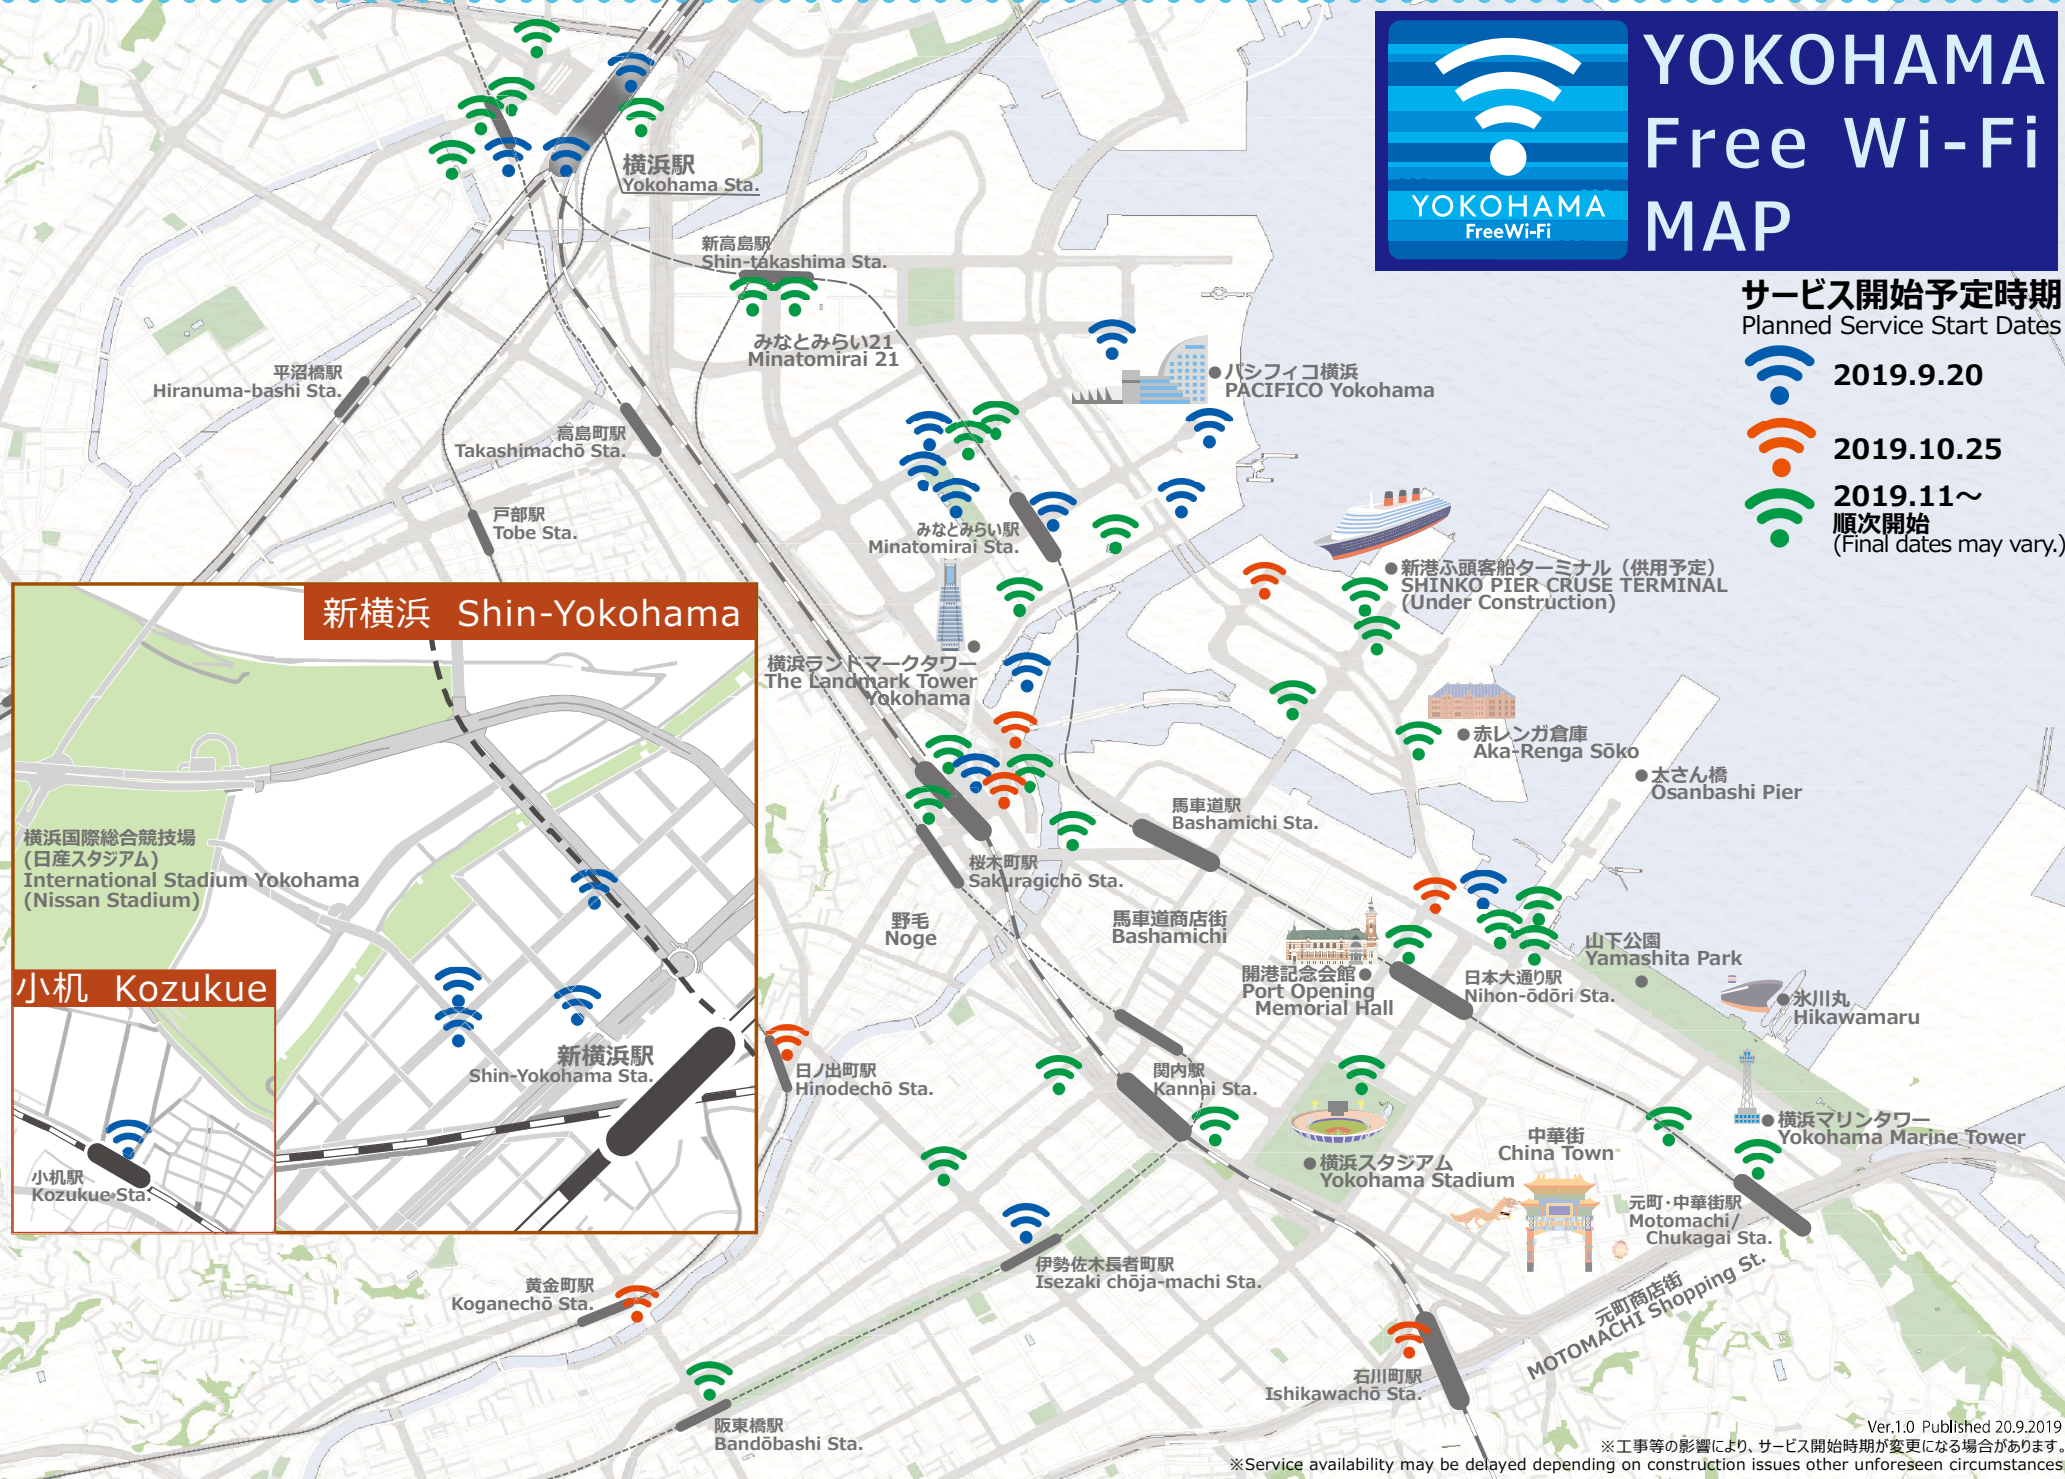 YOKOHAMA
Free Wi-Fi
MAP
YOKOHAMA
FreeWi-Fi
サービス開始予定時期
Planned Service Start Dates
2019.9.20
2019.10.25
2019.11～
順次開始
(Final dates may vary.)
横浜駅
Yokohama Sta.
新高島駅
Shin-takashima Sta.
みなとみらい21
Minatomirai 21
平沼橋駅
Hiranuma-bashi Sta.
パシフィコ横浜
PACIFICO Yokohama
高島町駅
Takashimachō Sta.
戸部駅
Tobe Sta.
みなとみらい駅
Minatomirai Sta.
新港ふ頭客船ターミナル（供用予定）
SHINKO PIER CRUSE TERMINAL
(Under Construction)
新横浜 Shin-Yokohama
横浜ランドマークタワー
The Landmark Tower
Yokohama
赤レンガ倉庫
Aka-Renga Sōko
大さん橋
Ōsanbashi Pier
馬車道駅
Bashamichi Sta.
横浜国際総合競技場
(日産スタジアム)
International Stadium Yokohama
(Nissan Stadium)
桜木町駅
Sakuragichō Sta.
野毛
Noge
馬車道商店街
Bashamichi
山下公園
Yamashita Park
開港記念会館
Port Opening
Memorial Hall
日本大通り駅
Nihon-ōdōri Sta.
氷川丸
Hikawamaru
小机 Kozukue
新横浜駅
Shin-Yokohama Sta.
日ノ出町駅
Hinodechō Sta.
関内駅
Kannai Sta.
小机駅
Kozukue Sta.
横浜スタジアム
Yokohama Stadium
中華街
China Town
横浜マリンタワー
Yokohama Marine Tower
元町・中華街駅
Motomachi/
Chukagai Sta.
伊勢佐木長者町駅
Isezaki chōja-machi Sta.
黄金町駅
Koganechō Sta.
元町商店街
MOTOMACHI Shopping St.
石川町駅
Ishikawachō Sta.
阪東橋駅
Bandōbashi Sta.
Ver.1.0 Published 20.9.2019
※工事等の影響により、サービス開始時期が変更になる場合があります。
※Service availability may be delayed depending on construction issues other unforeseen circumstances